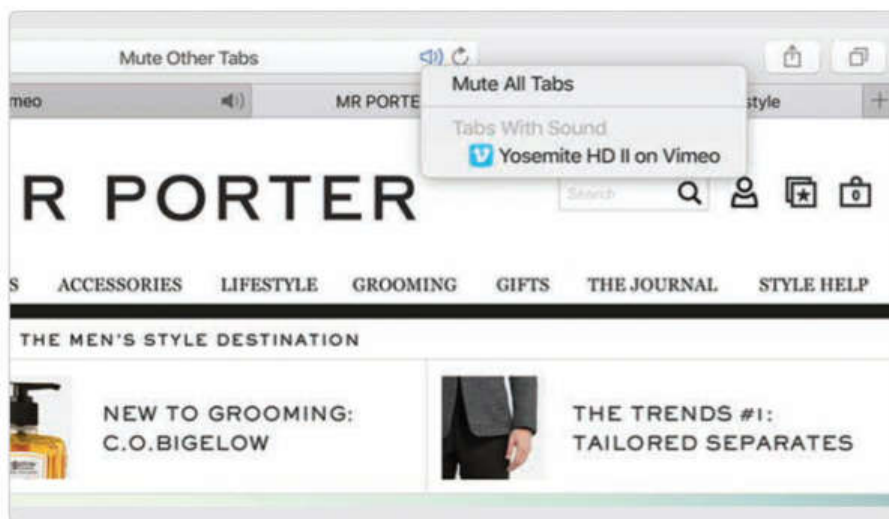 Mute Other Tabs
Mute All Tabs
meo
MR PORTE
style
Tabs With Sound
Yosemite HD II on Vimeo
R PORTER
Search
0
S ACCESSORIES LIFESTYLE GROOMING GIFTS THE JOURNAL STYLE HELP
THE MEN'S STYLE DESTINATION
NEW TO GROOMING:
C.O.BIGELOW
THE TRENDS #1:
TAILORED SEPARATES